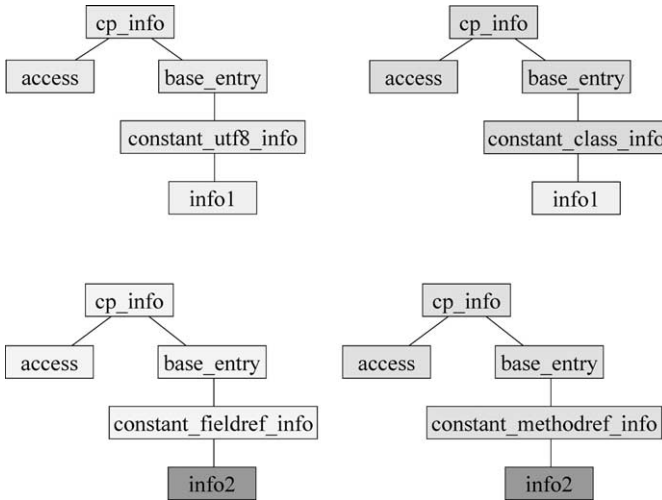 cp_info
access
base_entry
constant_utf8_info
info1
cp_info
access
base_entry
constant_class_info
info1
cp_info
access
base_entry
constant_fieldref_info
info2
cp_info
access
base_entry
constant_methodref_info
info2